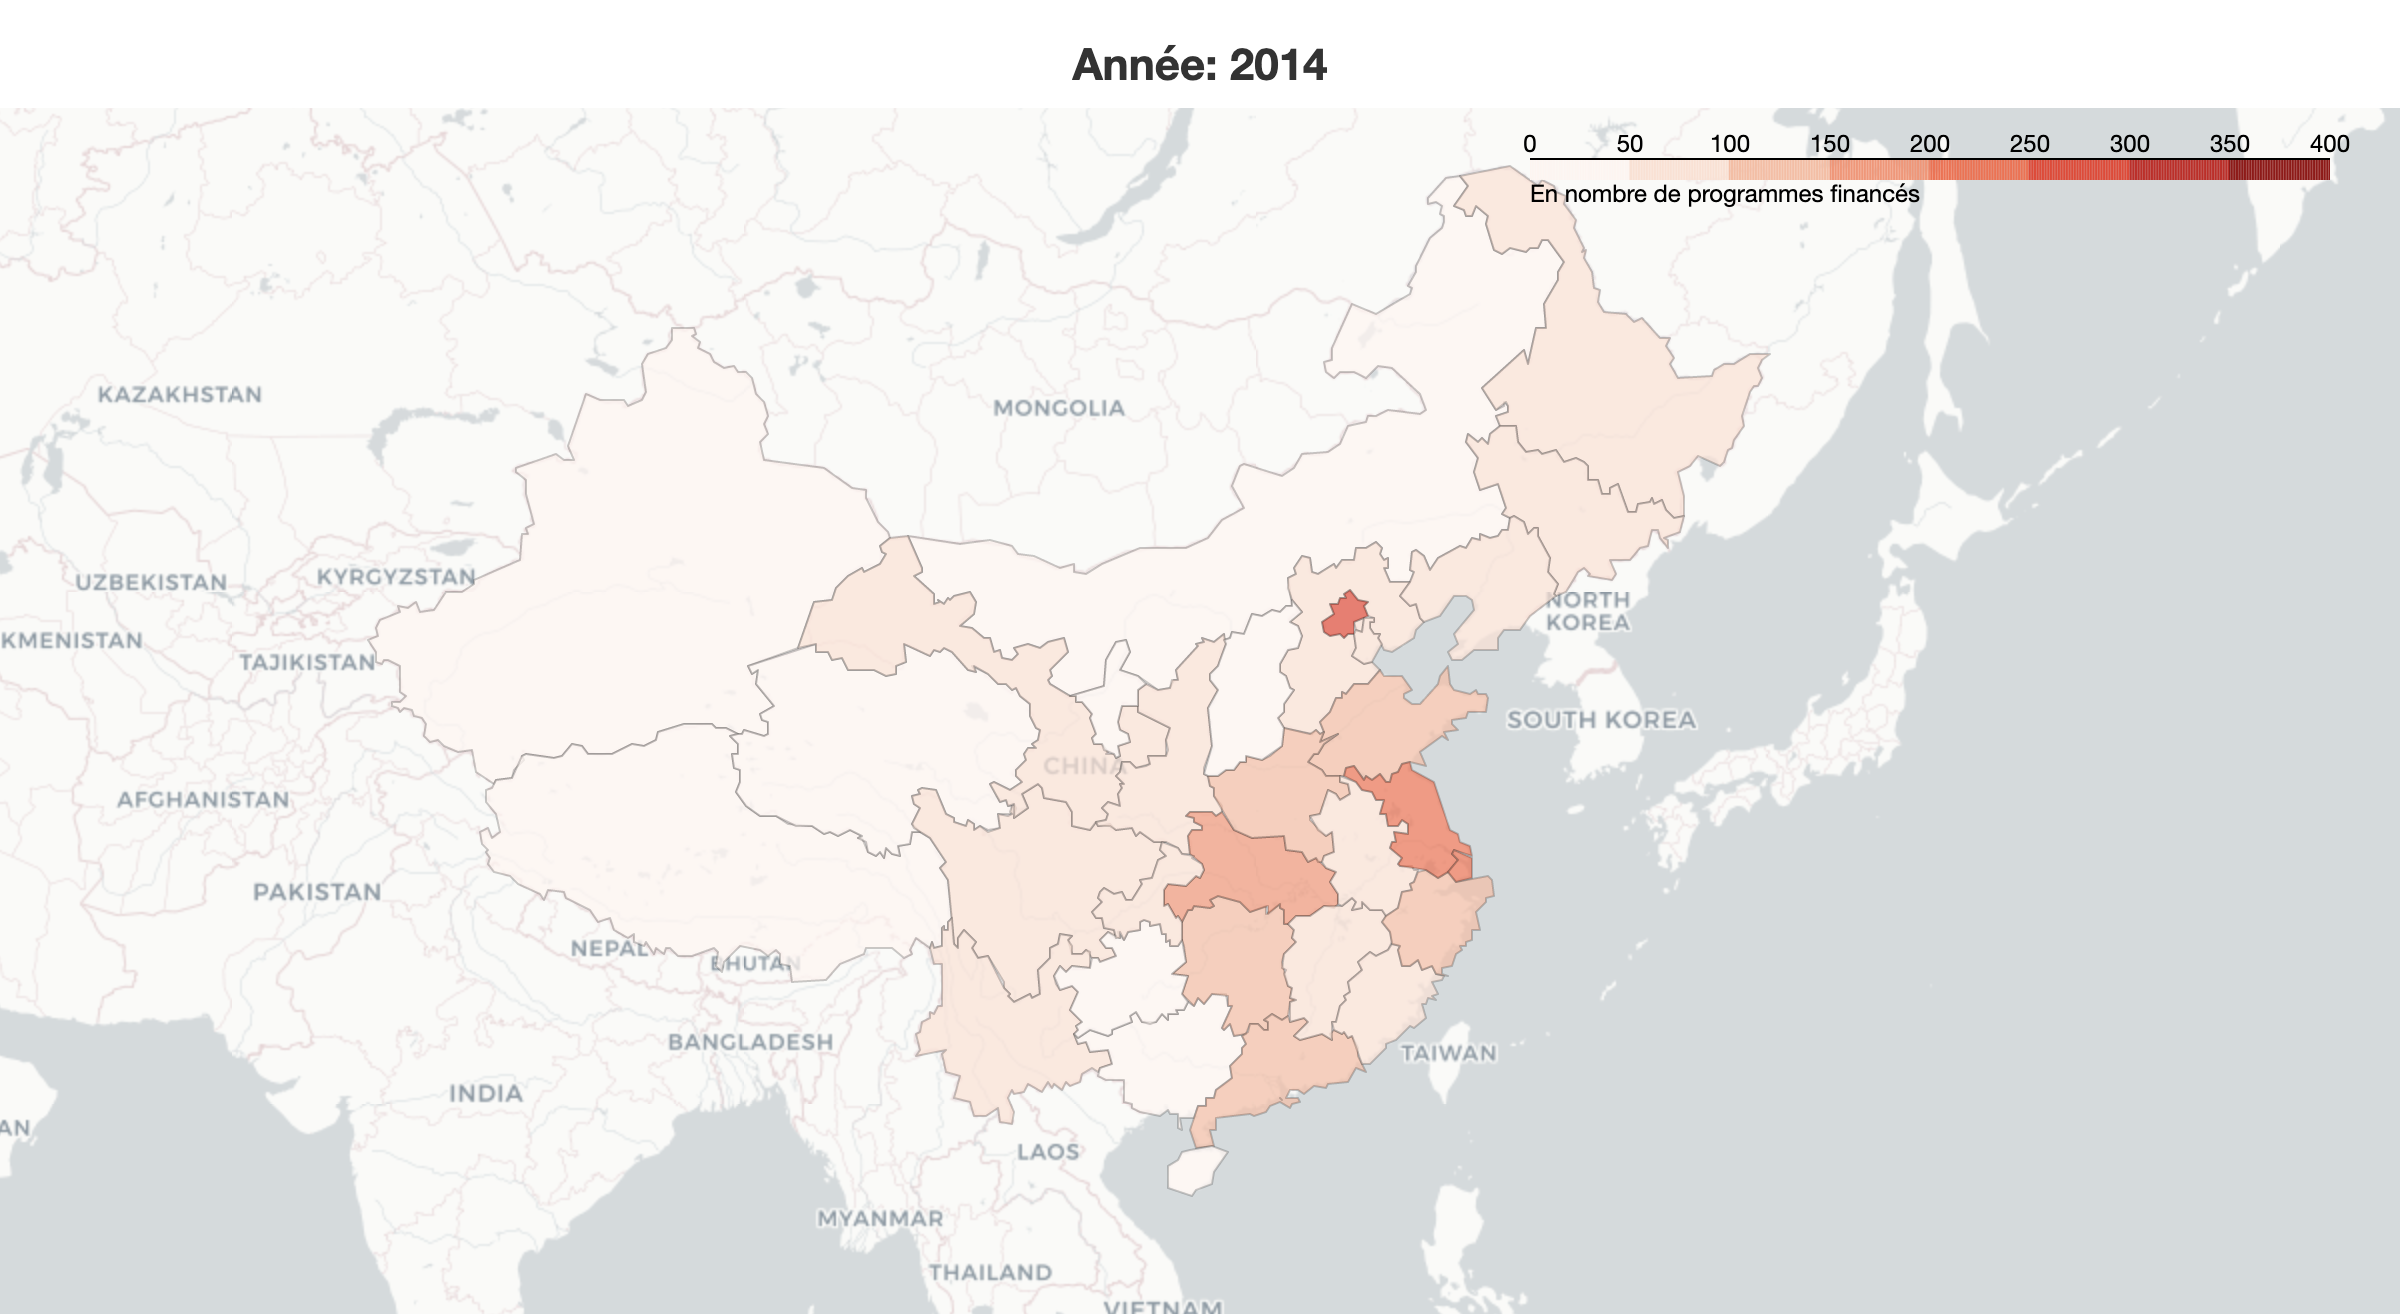 Année: 2014
0 50 100 150 200 250 300 350 400
En nombre de programmes financés
KAZAKHSTAN
MONGOLIA
UZBEKISTAN
KYRGYZSTAN
NORTH
KOREA
KMENISTAN
TAJIKISTAN
SOUTH KOREA
CHINA
AFGHANISTAN
PAKISTAN
NEPAL
BHUTAN
BANGLADESH
TAIWAN
INDIA
AN
LAOS
MYANMAR
THAILAND
VIETNAM